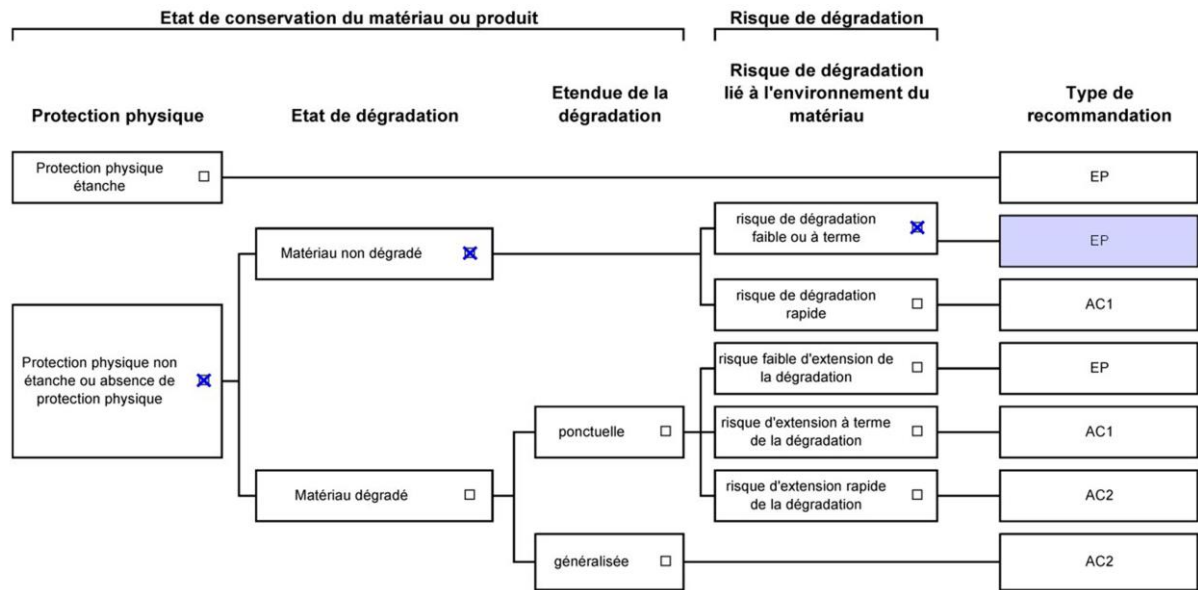 Etat de conservation du matériau ou produit
Risque de dégradation
Protection physique
Etat de dégradation
Etendue de la
dégradation
Risque de dégradation
lié à l'environnement du
matériau
Type de
recommandation
Protection physique
étanche
EP
risque de dégradation
faible ou à terme
EP
Matériau non dégradé
risque de dégradation
rapide
AC1
Protection physique non
étanche ou absence de
protection physique
risque faible d'extension de
la dégradation
EP
ponctuelle
risque d'extension à terme
de la dégradation
AC1
Matériau dégradé
risque d'extension rapide
de la dégradation
AC2
généralisée
AC2